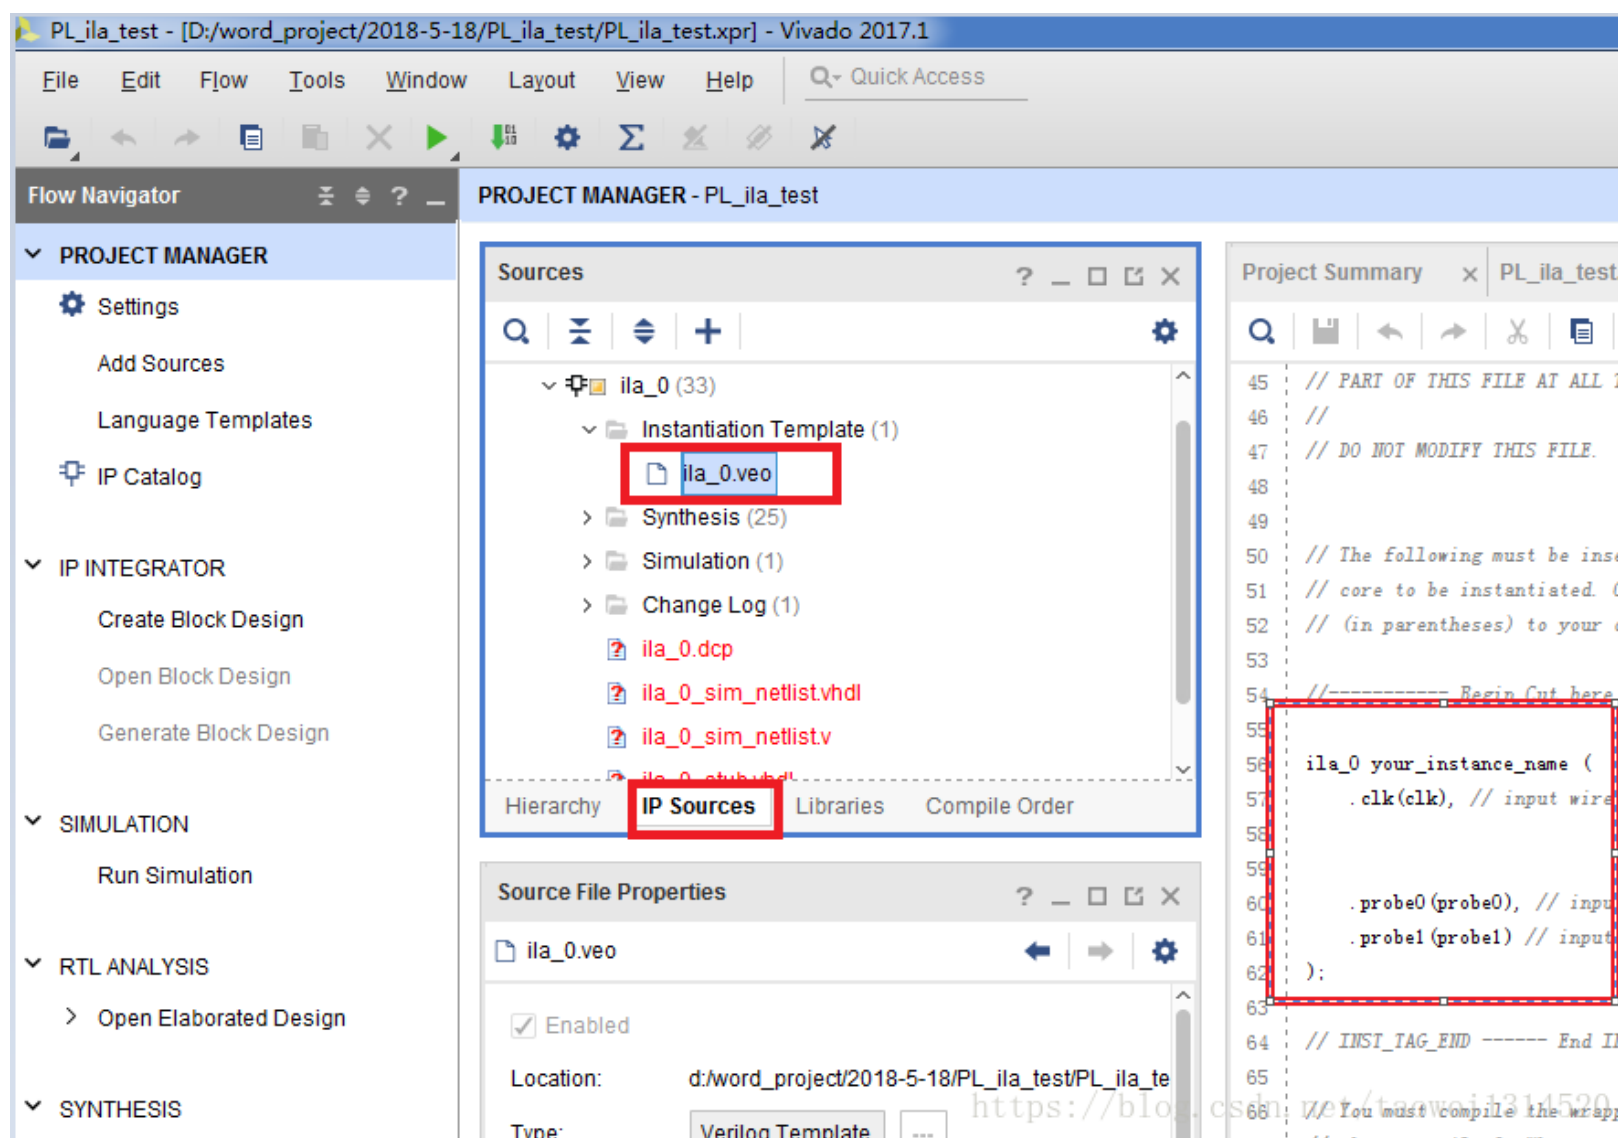 PL_ila_test - [D:/word_project/2018-5-18/PL_ila_test/PL_ila_test.xpr] - Vivado 2017.1
File Edit Flow Tools Window Layout View Help Quick Access
Flow Navigator
PROJECT MANAGER
Settings
Add Sources
Language Templates
IP Catalog
IP INTEGRATOR
Create Block Design
Open Block Design
Generate Block Design
SIMULATION
Run Simulation
RTL ANALYSIS
Open Elaborated Design
SYNTHESIS
PROJECT MANAGER - PL_ila_test
Sources
ila_0 (33)
Instantiation Template (1)
ila_0.veo
Synthesis (25)
Simulation (1)
Change Log (1)
ila_0.dcp
ila_0_sim_netlist.vhdl
ila_0_sim_netlist.v
ila_0_stub.vhdl
Hierarchy IP Sources Libraries Compile Order
Source File Properties
ila_0.veo
Enabled
Location: d:/word_project/2018-5-18/PL_ila_test/PL_ila_te
Type: Verilog Template ...
Project Summary PL_ila_test
45 // PART OF THIS FILE AT ALL
46 //
47 // DO NOT MODIFY THIS FILE.
48
49
50 // The following must be inse
51 // core to be instantiated.
52 // (in parentheses) to your
53
54 //----------- Begin Cut here
55
56 ila_0 your_instance_name (
57 .clk(clk), // input wire
58
59
60 .probe0(probe0), // inpu
61 .probe1(probe1) // input
62 );
63
64 // INST_TAG_END ------ End I
65
66 // You must compile the wrapp
https://blog.csdn.net/taowei1314520